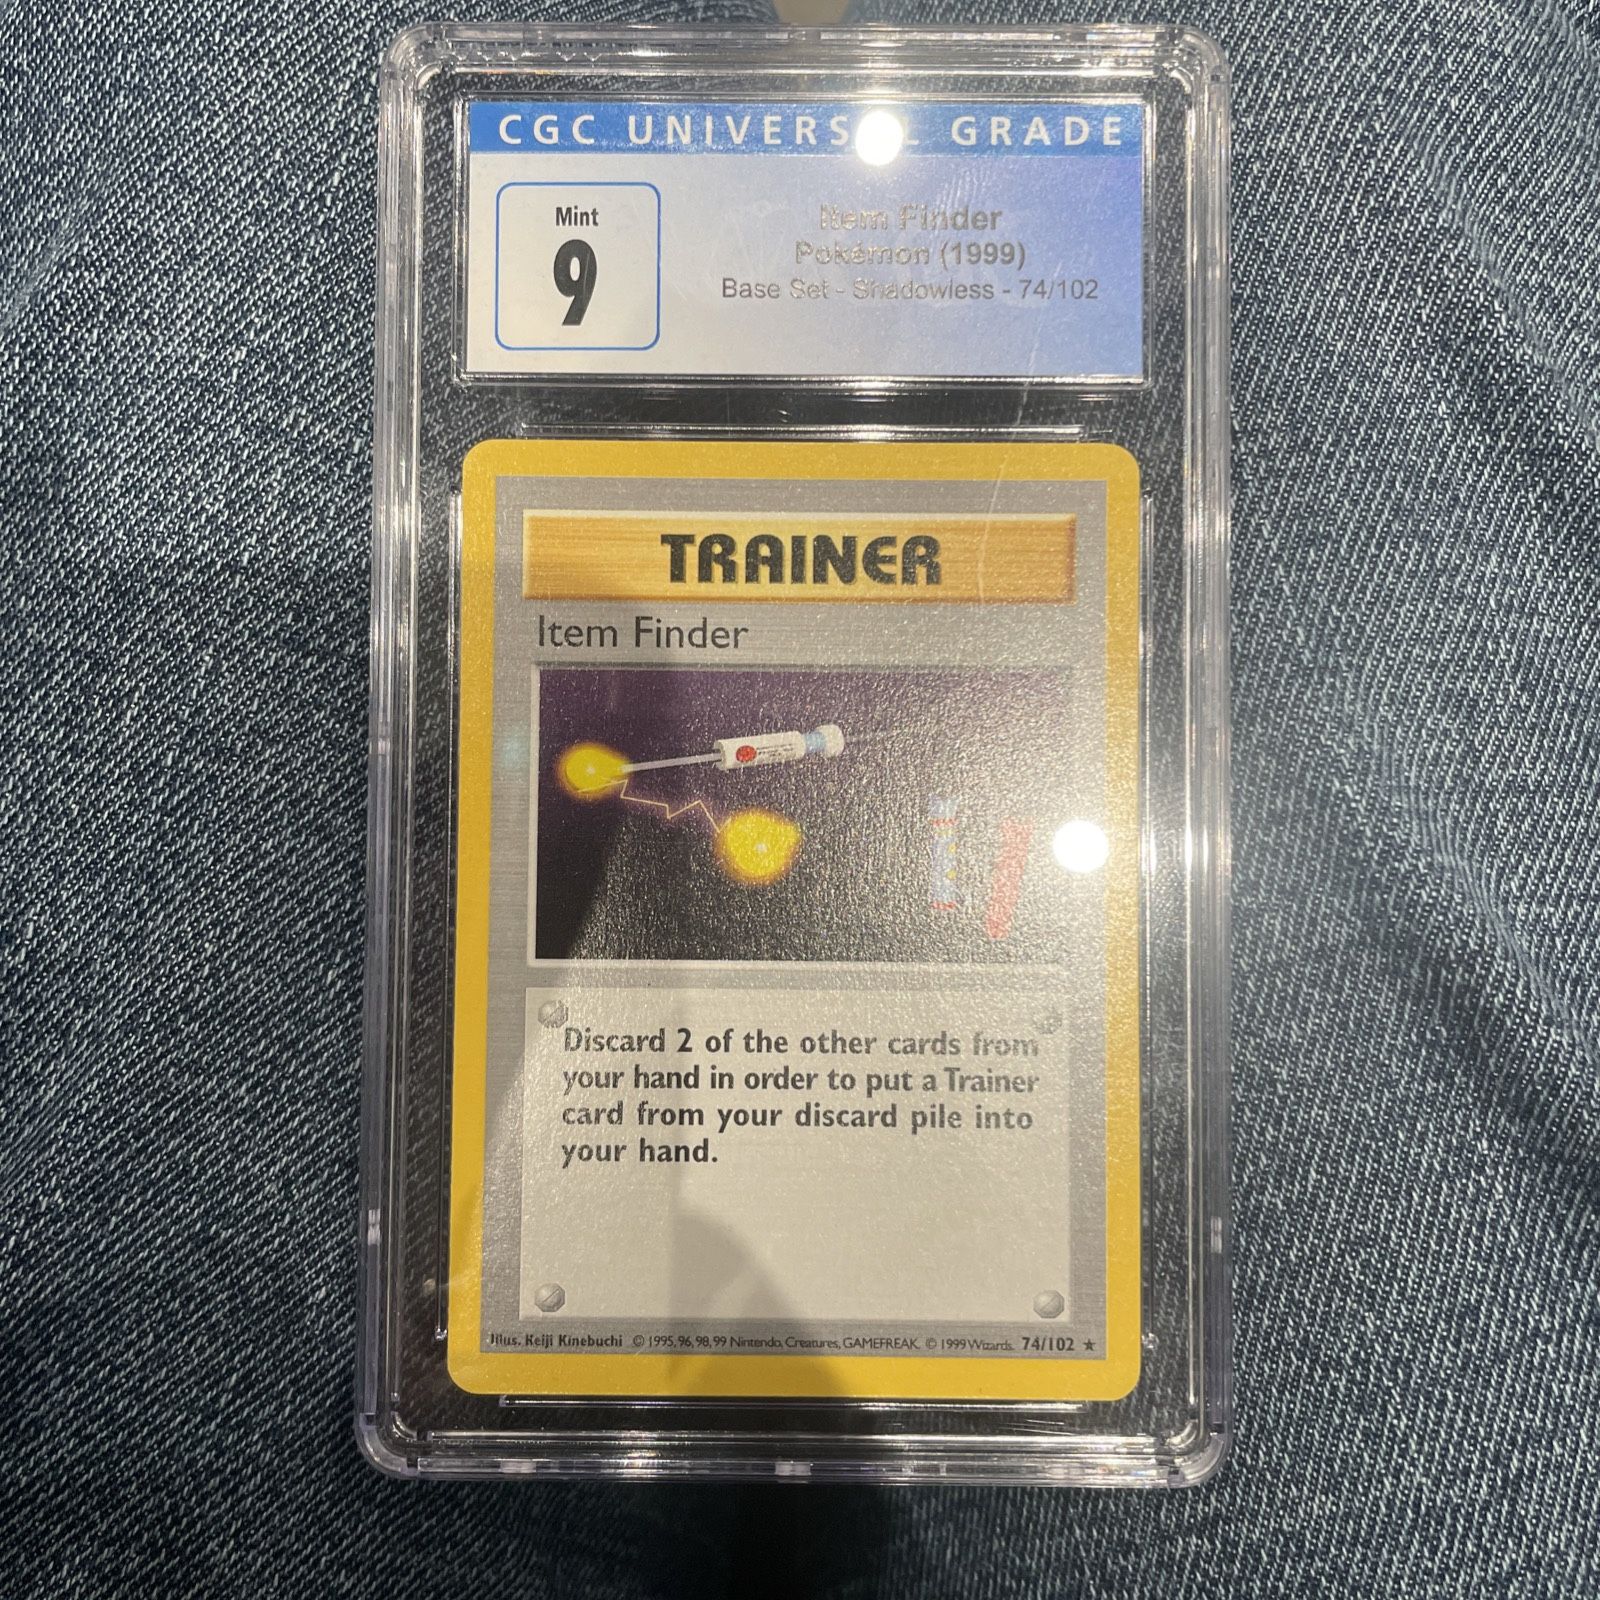 CGC UNIVERSAL GRADE
Mint
9
Item Finder
Pokémon (1999)
Base Set - Shadowless - 74/102
TRAINER
Item Finder
Discard 2 of the other cards from
your hand in order to put a Trainer
card from your discard pile into
your hand.
Illus. Keiji Kinebuchi © 1995, 96, 98, 99 Nintendo, Creatures, GAMEFREAK. © 1999 Wizards. 74/102 ★